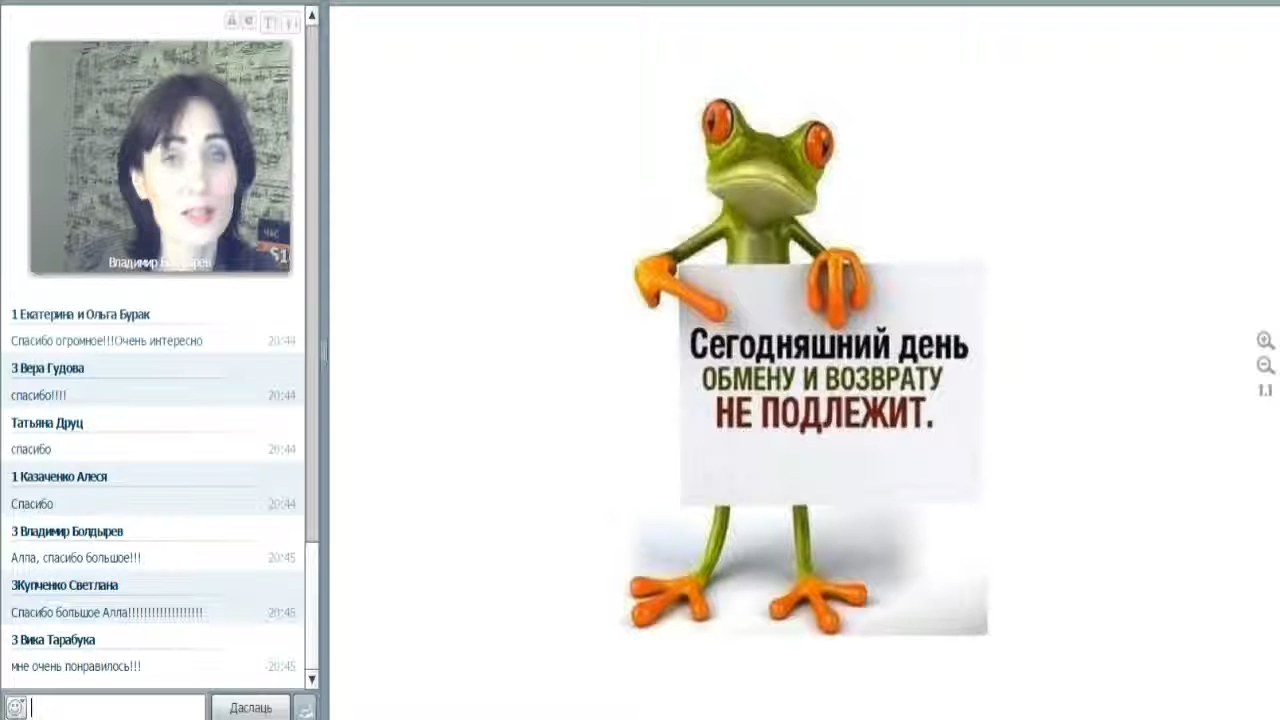 час
$1
Владимир Болдырев
1 Екатерина и Ольга Бурак
Спасибо огромное!!!Очень интересно 20:44
3 Вера Гудова
спасибо!!!! 20:44
Татьяна Друц
спасибо 20:44
1 Казаченко Алеся
Спасибо 20:44
3 Владимир Болдырев
Алла, спасибо большое!!! 20:45
3Купченко Светлана
Спасибо большое Алла!!!!!!!!!!!!!!!!!!! 20:45
3 Вика Тарабука
мне очень понравилось!!! 20:45
Даслаць
Сегодняшний день
ОБМЕНУ И ВОЗВРАТУ
НЕ ПОДЛЕЖИТ.
1.1